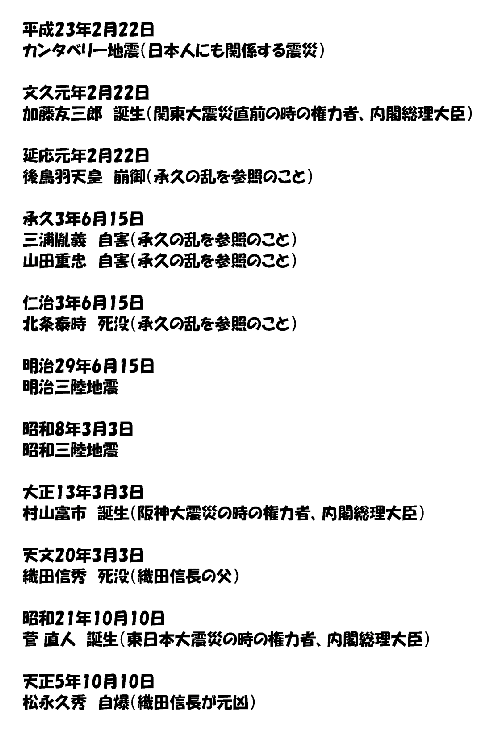 平成23年2月22日
カンタベリー地震(日本人にも関係する震災)
文久元年2月22日
加藤友三郎 誕生(関東大震災直前の時の権力者、内閣総理大臣)
延応元年2月22日
後鳥羽天皇 崩御(承久の乱を参照のこと)
承久3年6月15日
三浦胤義 自害(承久の乱を参照のこと)
山田重忠 自害(承久の乱を参照のこと)
仁治3年6月15日
北条泰時 死没(承久の乱を参照のこと)
明治29年6月15日
明治三陸地震
昭和8年3月3日
昭和三陸地震
大正13年3月3日
村山富市 誕生(阪神大震災の時の権力者、内閣総理大臣)
天文20年3月3日
織田信秀 死没(織田信長の父)
昭和21年10月10日
菅 直人 誕生(東日本大震災の時の権力者、内閣総理大臣)
天正5年10月10日
松永久秀 自爆(織田信長が元凶)